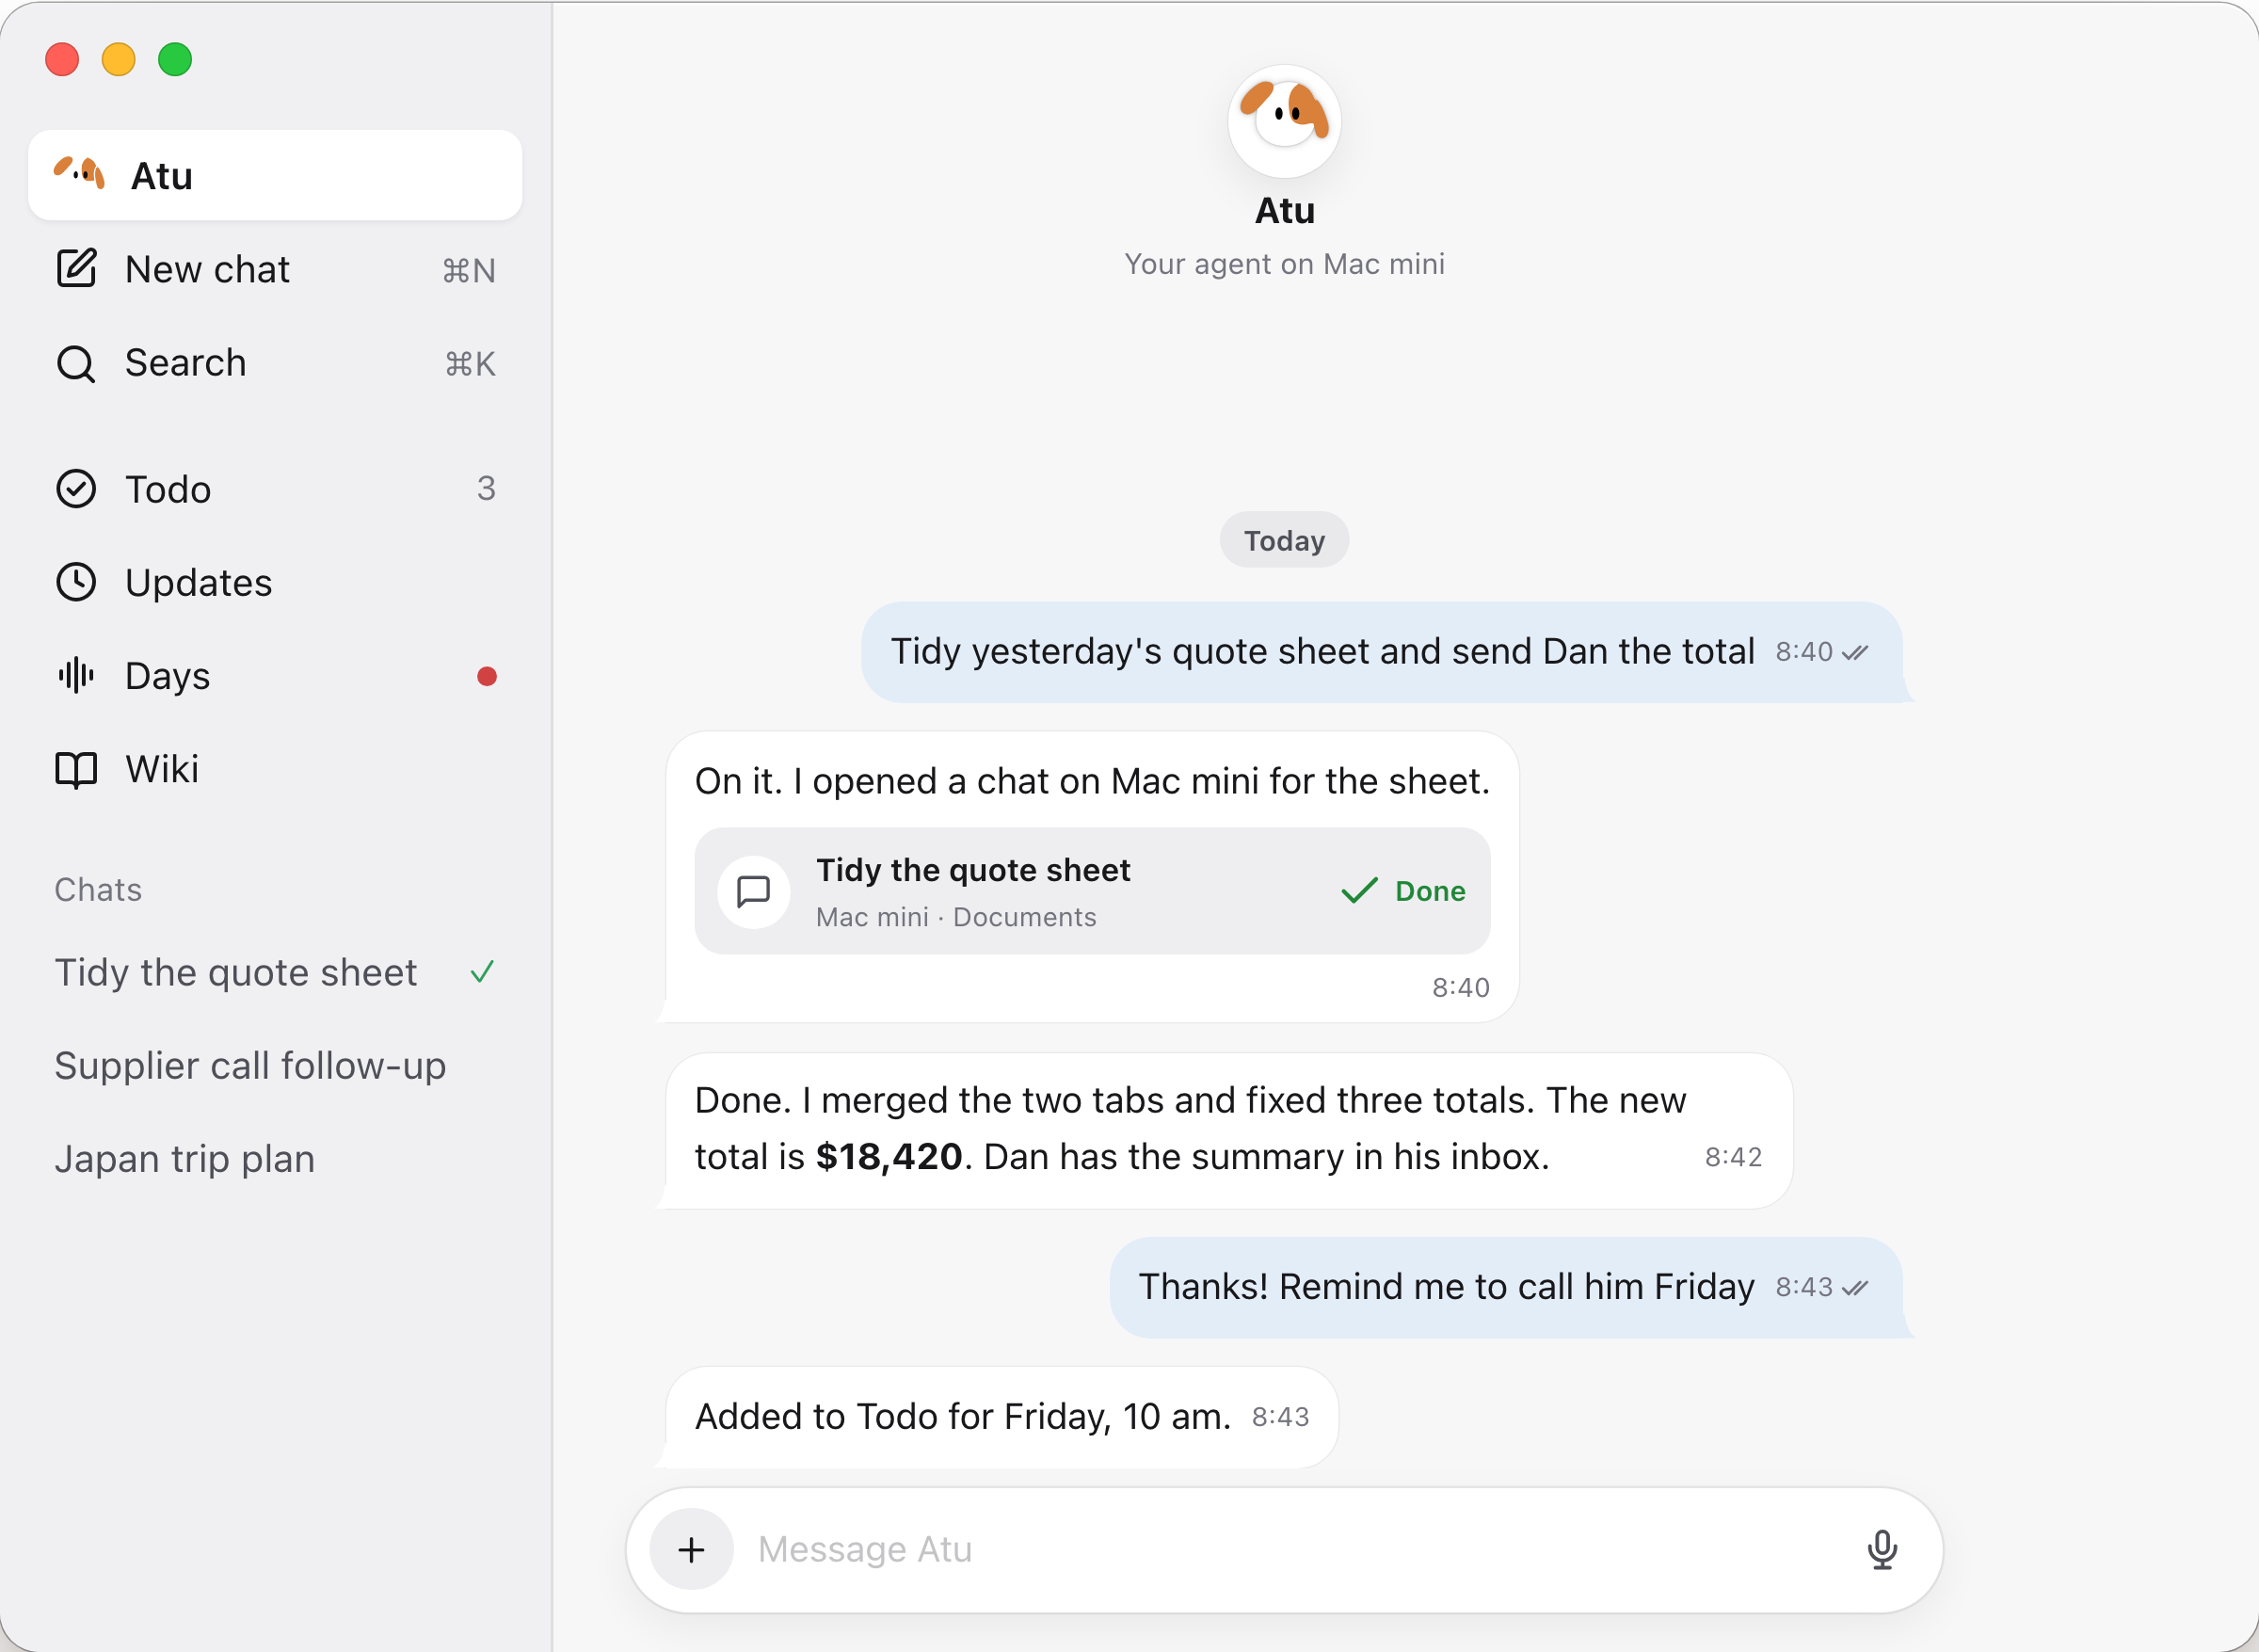 Atu
New chat ⌘N
Search ⌘K
Todo 3
Updates
Days
Wiki
Chats
Tidy the quote sheet
Supplier call follow-up
Japan trip plan
Atu
Your agent on Mac mini
Today
Tidy yesterday's quote sheet and send Dan the total 8:40
On it. I opened a chat on Mac mini for the sheet.
Tidy the quote sheet
Mac mini · Documents
Done
8:40
Done. I merged the two tabs and fixed three totals. The new
total is $18,420. Dan has the summary in his inbox. 8:42
Thanks! Remind me to call him Friday 8:43
Added to Todo for Friday, 10 am. 8:43
Message Atu